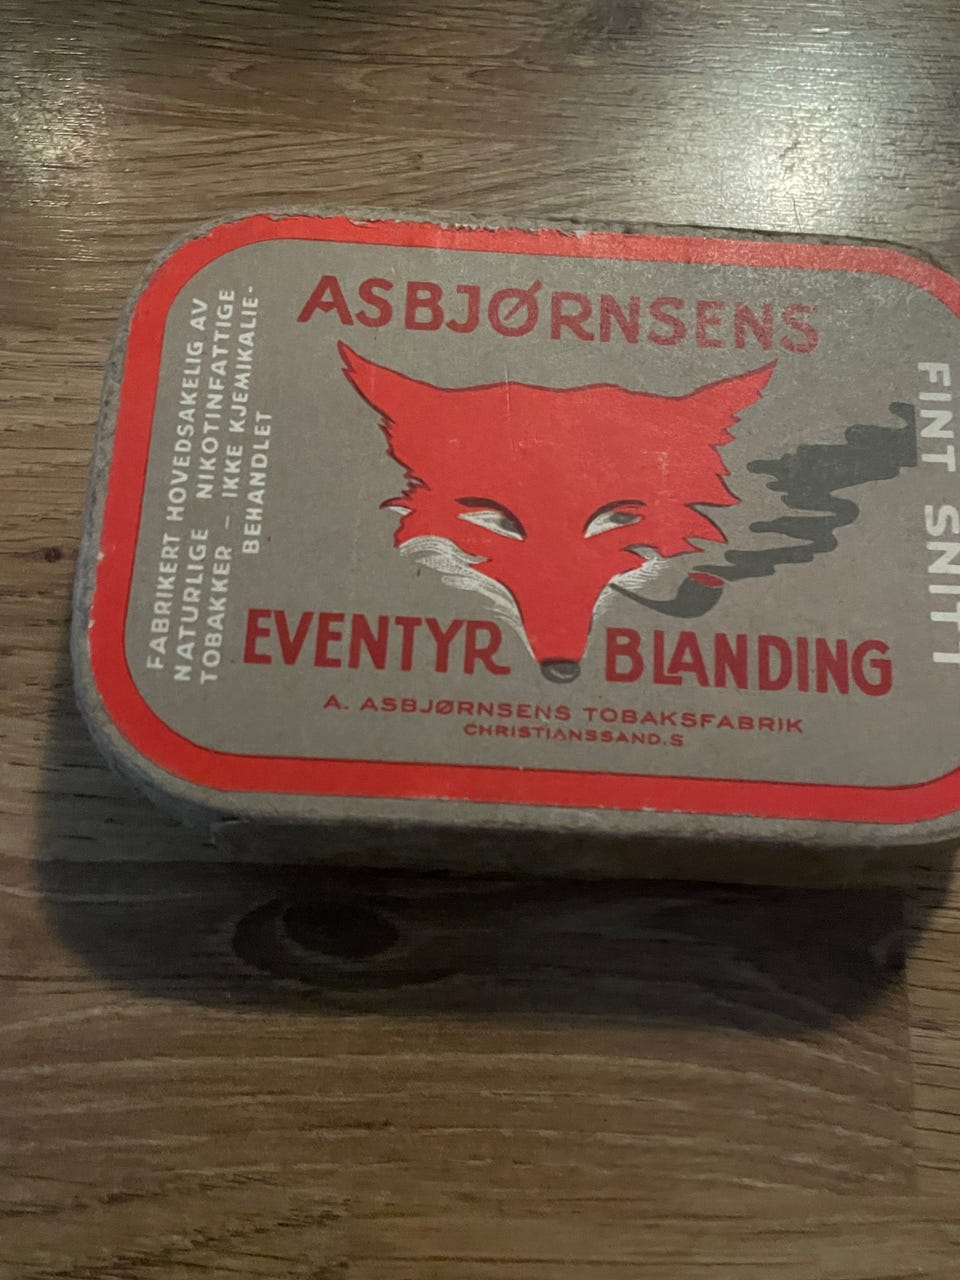 ASBJØRNSENS
EVENTYR BLANDING
A. ASBJØRNSENS TOBAKSFABRIK
CHRISTIANSSAND.S
FABRIKERT HOVEDSAKELIG AV
NATURLIGE NIKOTINFATTIGE
TOBAKKER – IKKE KJEMIKALIE-
BEHANDLET
FINT SNITT